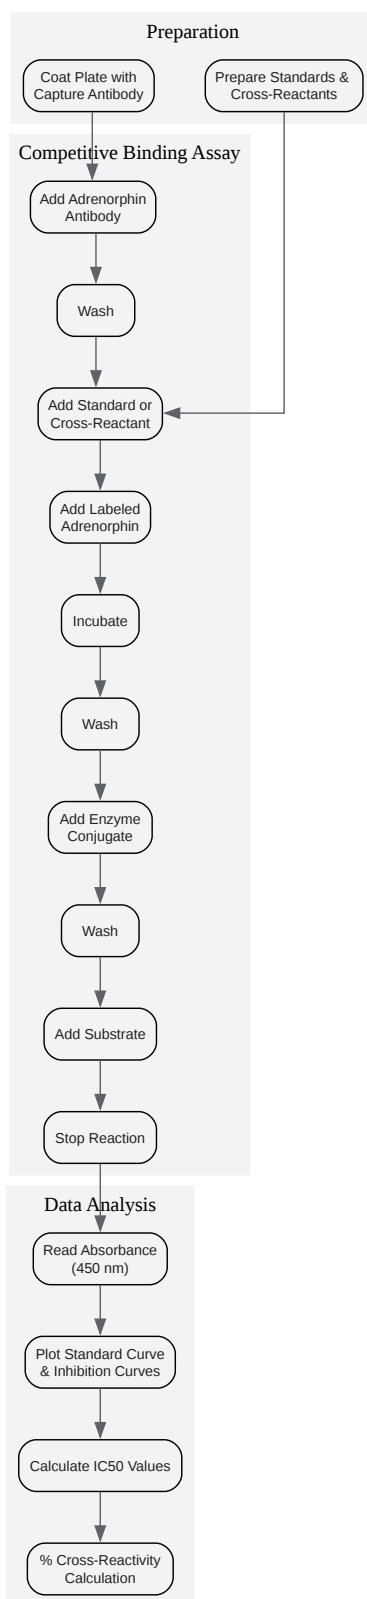 Preparation
Coat Plate with
Capture Antibody
Prepare Standards &
Cross-Reactants
Competitive Binding Assay
Add Adrenorphin
Antibody
Wash
Add Standard or
Cross-Reactant
Add Labeled
Adrenorphin
Incubate
Wash
Add Enzyme
Conjugate
Wash
Add Substrate
Stop Reaction
Data Analysis
Read Absorbance
(450 nm)
Plot Standard Curve
& Inhibition Curves
Calculate IC50 Values
% Cross-Reactivity
Calculation